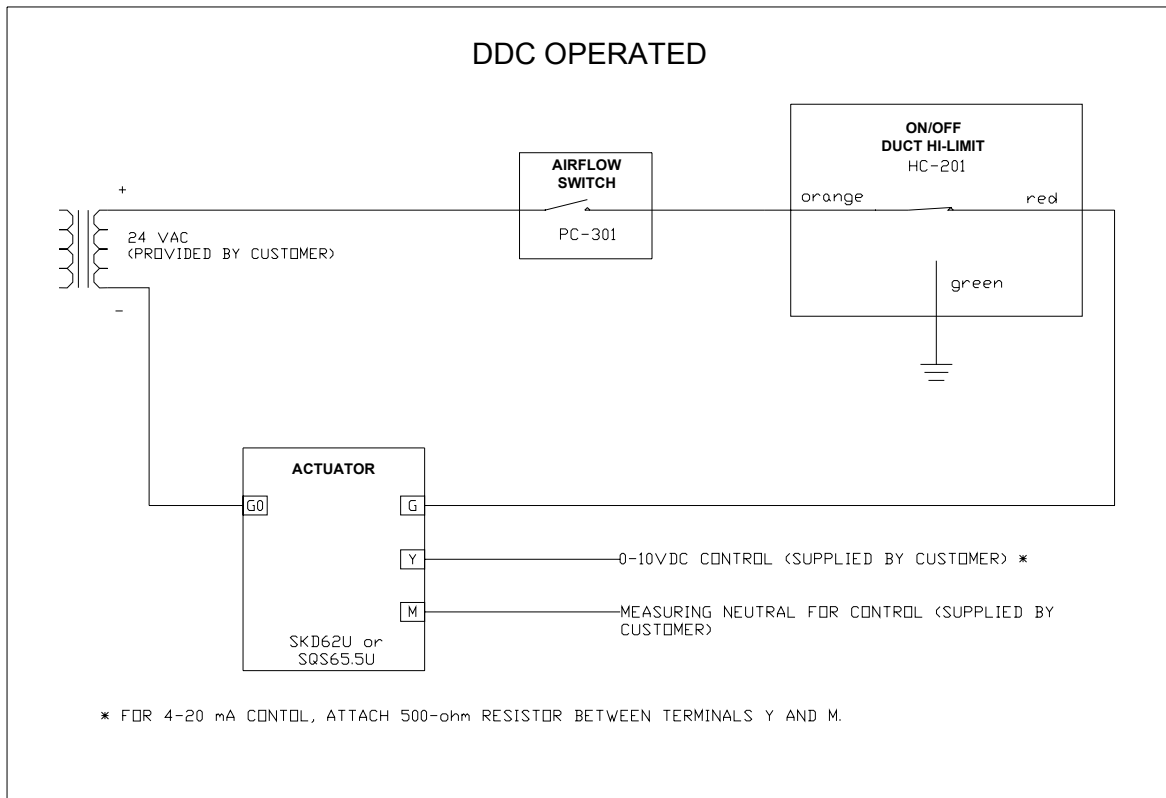 DDC OPERATED
ON/OFF
DUCT HI-LIMIT
HC-201
AIRFLOW
SWITCH
PC-301
orange
red
green
+
24 VAC
(PROVIDED BY CUSTOMER)
-
ACTUATOR
G0
G
Y
0-10VDC CONTROL (SUPPLIED BY CUSTOMER) *
M
MEASURING NEUTRAL FOR CONTROL (SUPPLIED BY
CUSTOMER)
SKD62U or
SQS65.5U
* FOR 4-20 mA CONTOL, ATTACH 500-ohm RESISTOR BETWEEN TERMINALS Y AND M.